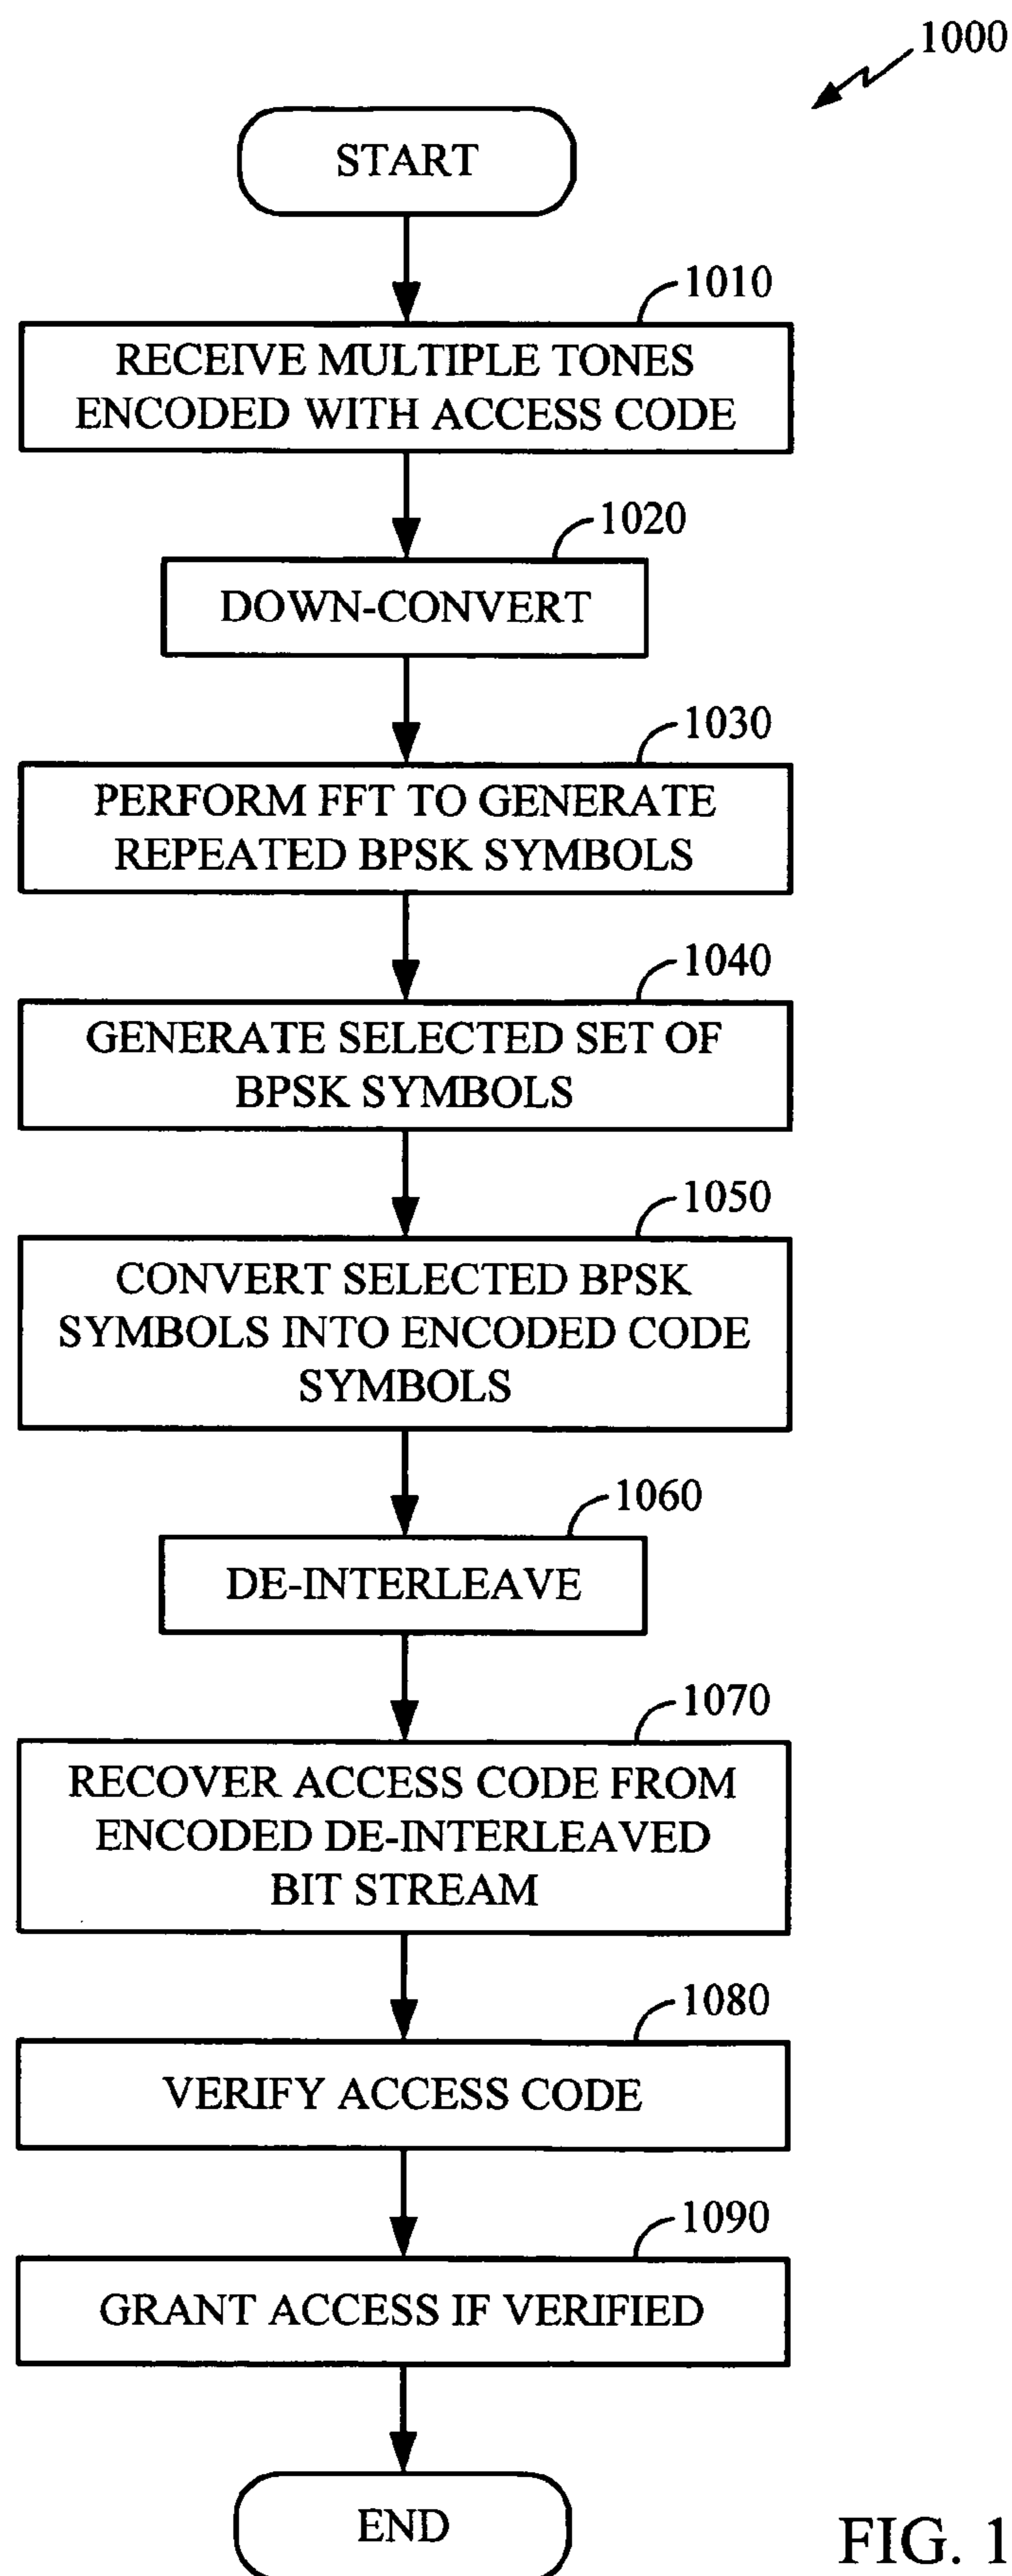 1000
START
1010
RECEIVE MULTIPLE TONES
ENCODED WITH ACCESS CODE
1020
DOWN-CONVERT
1030
PERFORM FFT TO GENERATE
REPEATED BPSK SYMBOLS
1040
GENERATE SELECTED SET OF
BPSK SYMBOLS
1050
CONVERT SELECTED BPSK
SYMBOLS INTO ENCODED CODE
SYMBOLS
1060
DE-INTERLEAVE
1070
RECOVER ACCESS CODE FROM
ENCODED DE-INTERLEAVED
BIT STREAM
1080
VERIFY ACCESS CODE
1090
GRANT ACCESS IF VERIFIED
END
FIG. 1